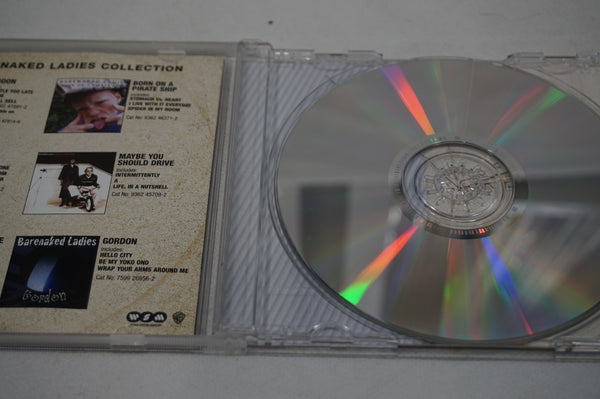 NAKED LADIES COLLECTION
RDON
BORN ON A
PIRATE SHIP
includes:
STOMACH Vs. HEART
I LIVE WITH IT EVERYDAY
SPIDER IN MY ROOM
Cat No: 9362 46371-2
MAYBE YOU
SHOULD DRIVE
Includes:
INTERMITTENTLY
A
LIFE, IN A NUTSHELL
Cat No: 9362 45709-2
Barenaked Ladies
Gordon
GORDON
Includes:
HELLO CITY
BE MY YOKO ONO
WRAP YOUR ARMS AROUND ME
Cat No: 7599 26956-2
WSM